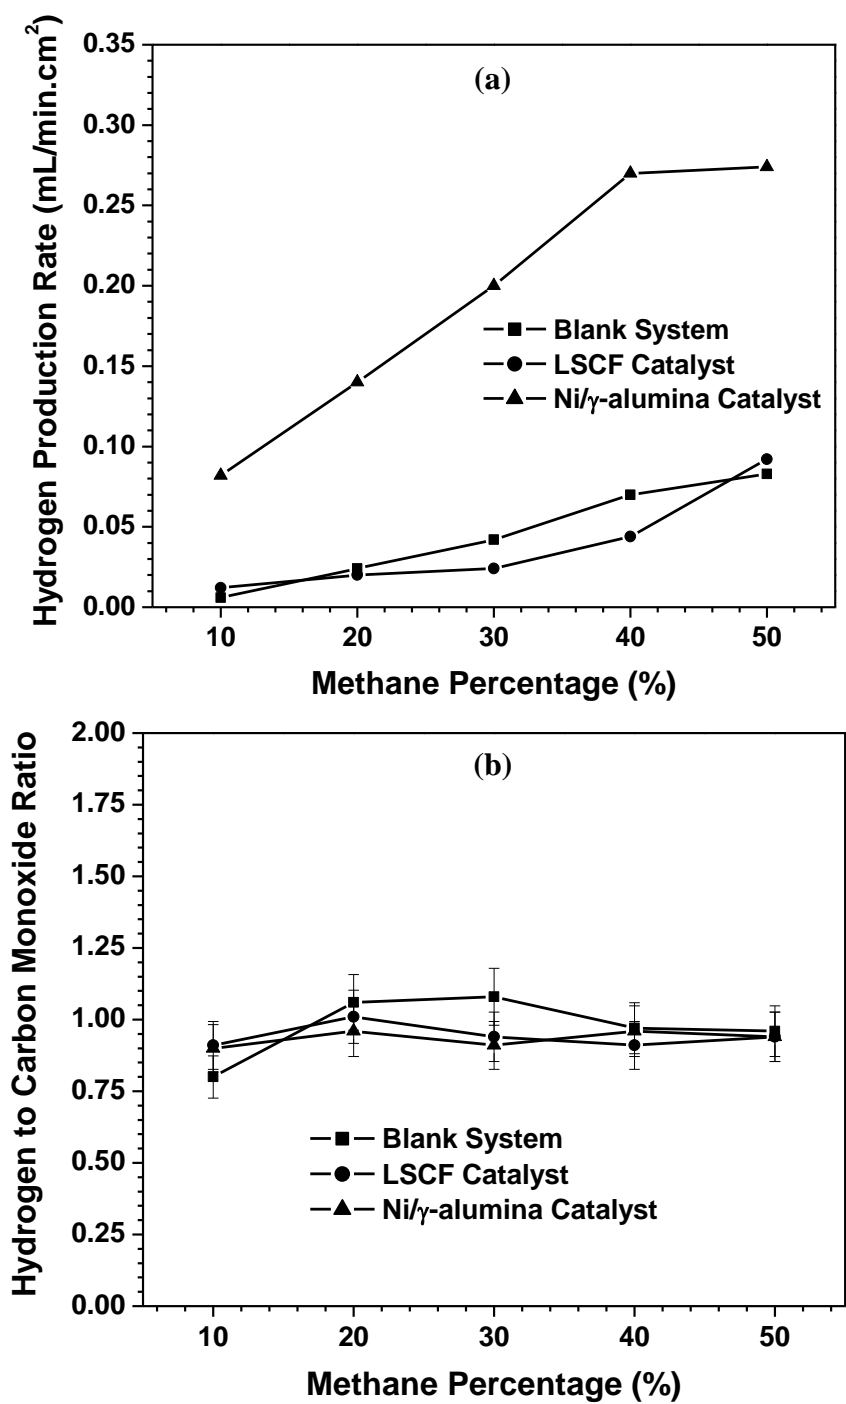 (a)
Hydrogen Production Rate (mL/min.cm²)
0.35
0.30
0.25
0.20
0.15
0.10
0.05
0.00
Blank System
LSCF Catalyst
Ni/γ-alumina Catalyst
10 20 30 40 50
Methane Percentage (%)
(b)
Hydrogen to Carbon Monoxide Ratio
2.00
1.75
1.50
1.25
1.00
0.75
0.50
0.25
0.00
Blank System
LSCF Catalyst
Ni/γ-alumina Catalyst
10 20 30 40 50
Methane Percentage (%)